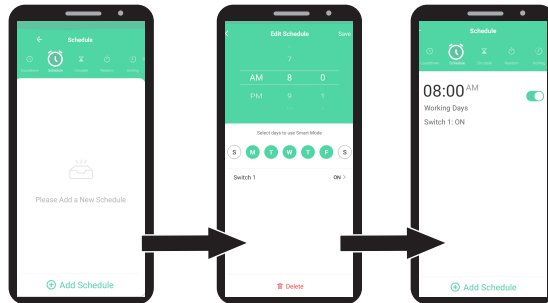 Schedule
Countdown Schedule Circulate Random Inching
Please Add a New Schedule
Add Schedule
Edit Schedule Save
7
AM 8 0
PM 9 1
Select days to use Smart Mode
S M T W T F S
Switch 1 ON >
Delete
Schedule
Countdown Schedule Circulate Random Inching
08:00 AM
Working Days
Switch 1: ON
Add Schedule